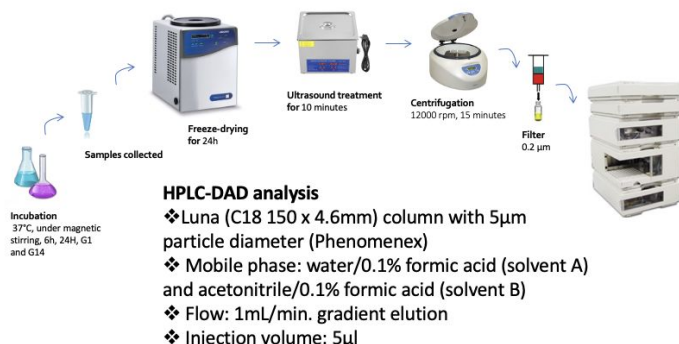 Ultrasound treatment
for 10 minutes
Centrifugation
12000 rpm, 15 minutes
Freeze-drying
for 24h
Filter
0.2 µm
Samples collected
Incubation
37°C, under magnetic
stirring, 6h, 24H, G1
and G14
HPLC-DAD analysis
❖Luna (C18 150 x 4.6mm) column with 5µm
particle diameter (Phenomenex)
❖ Mobile phase: water/0.1% formic acid (solvent A)
and acetonitrile/0.1% formic acid (solvent B)
❖ Flow: 1mL/min. gradient elution
❖ Injection volume: 5µl